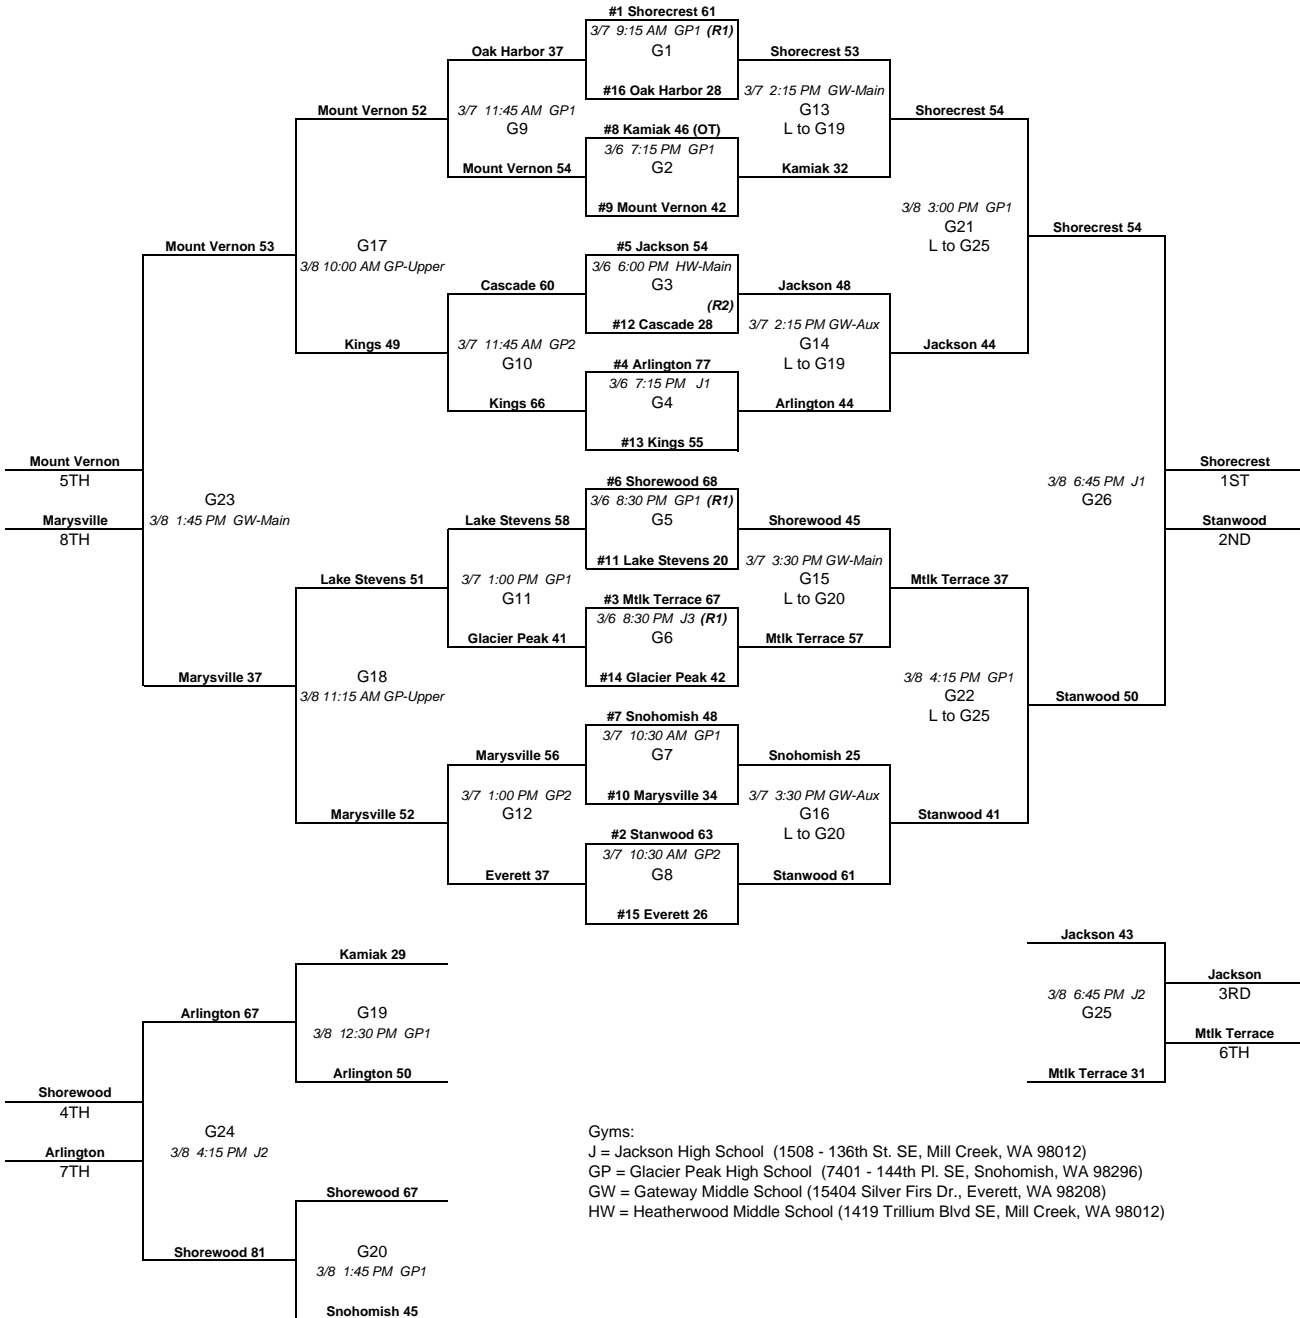 #1 Shorecrest 61
3/7 9:15 AM GP1 (R1)
G1
#16 Oak Harbor 28
#8 Kamiak 46 (OT)
3/6 7:15 PM GP1
G2
#9 Mount Vernon 42
#5 Jackson 54
3/6 6:00 PM HW-Main
G3
(R2)
#12 Cascade 28
#4 Arlington 77
3/6 7:15 PM J1
G4
#13 Kings 55
#6 Shorewood 68
3/6 8:30 PM GP1 (R1)
G5
#11 Lake Stevens 20
#3 Mtlk Terrace 67
3/6 8:30 PM J3 (R1)
G6
#14 Glacier Peak 42
#7 Snohomish 48
3/7 10:30 AM GP1
G7
#10 Marysville 34
#2 Stanwood 63
3/7 10:30 AM GP2
G8
#15 Everett 26
Oak Harbor 37
3/7 11:45 AM GP1
G9
Mount Vernon 54
Cascade 60
3/7 11:45 AM GP2
G10
Kings 66
Lake Stevens 58
3/7 1:00 PM GP1
G11
Glacier Peak 41
Marysville 56
3/7 1:00 PM GP2
G12
Everett 37
Shorecrest 53
3/7 2:15 PM GW-Main
G13
L to G19
Kamiak 32
Jackson 48
3/7 2:15 PM GW-Aux
G14
L to G19
Arlington 44
Shorewood 45
3/7 3:30 PM GW-Main
G15
L to G20
Mtlk Terrace 57
Snohomish 25
3/7 3:30 PM GW-Aux
G16
L to G20
Stanwood 61
Mount Vernon 52
G17
3/8 10:00 AM GP-Upper
Kings 49
Lake Stevens 51
G18
3/8 11:15 AM GP-Upper
Marysville 52
Shorecrest 54
3/8 3:00 PM GP1
G21
L to G25
Jackson 44
Mtlk Terrace 37
3/8 4:15 PM GP1
G22
L to G25
Stanwood 41
Mount Vernon 53
G23
3/8 1:45 PM GW-Main
Marysville 37
Mount Vernon
5TH
Marysville
8TH
Shorecrest 54
3/8 6:45 PM J1
G26
Stanwood 50
Shorecrest
1ST
Stanwood
2ND
Kamiak 29
G19
3/8 12:30 PM GP1
Arlington 50
Shorewood 67
G20
3/8 1:45 PM GP1
Snohomish 45
Arlington 67
G24
3/8 4:15 PM J2
Shorewood 81
Shorewood
4TH
Arlington
7TH
Jackson 43
3/8 6:45 PM J2
G25
Mtlk Terrace 31
Jackson
3RD
Mtlk Terrace
6TH
Gyms:
J = Jackson High School (1508 - 136th St. SE, Mill Creek, WA 98012)
GP = Glacier Peak High School (7401 - 144th Pl. SE, Snohomish, WA 98296)
GW = Gateway Middle School (15404 Silver Firs Dr., Everett, WA 98208)
HW = Heatherwood Middle School (1419 Trillium Blvd SE, Mill Creek, WA 98012)